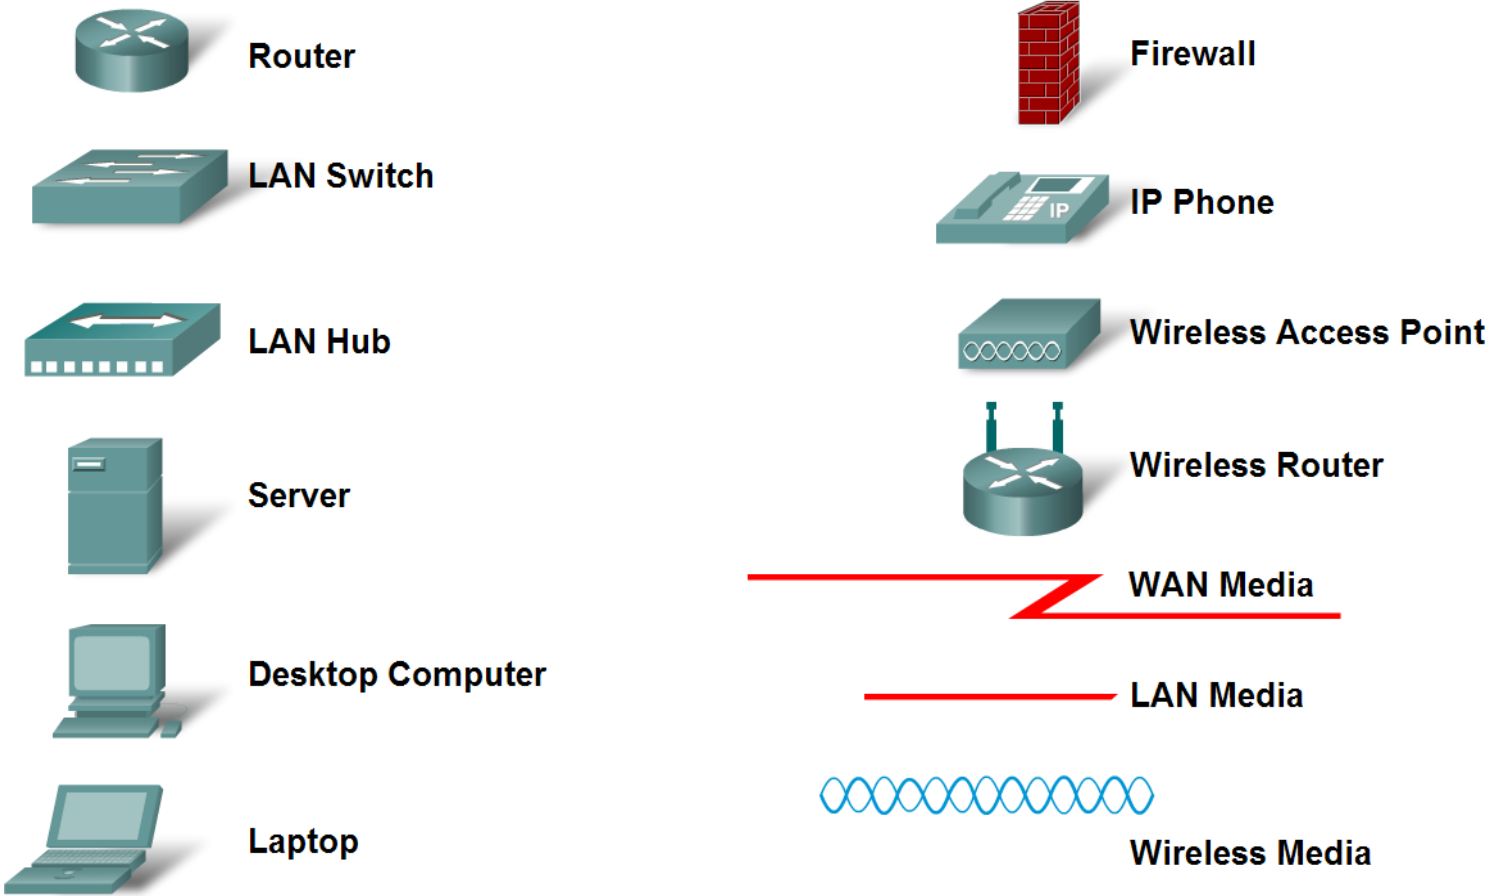 Router
LAN Switch
LAN Hub
Server
Desktop Computer
Laptop
Firewall
IP
IP Phone
Wireless Access Point
Wireless Router
WAN Media
LAN Media
Wireless Media